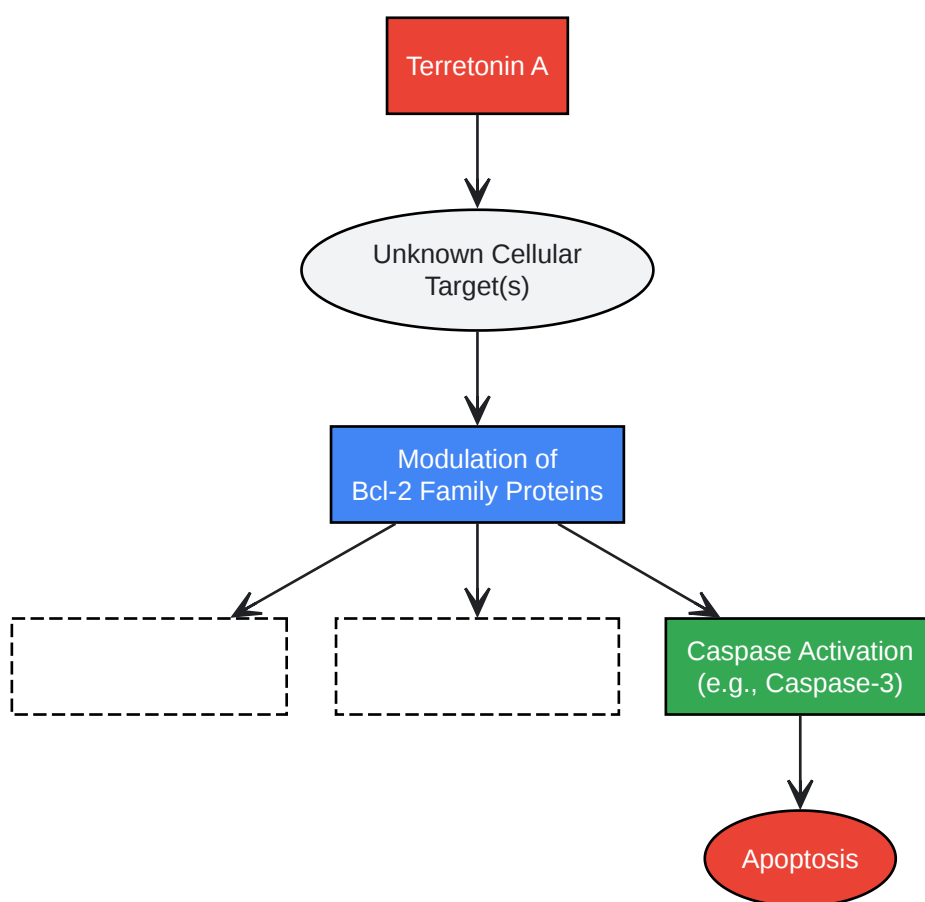 Terretonin A
Unknown Cellular
Target(s)
Modulation of
Bcl-2 Family Proteins
Caspase Activation
(e.g., Caspase-3)
Apoptosis